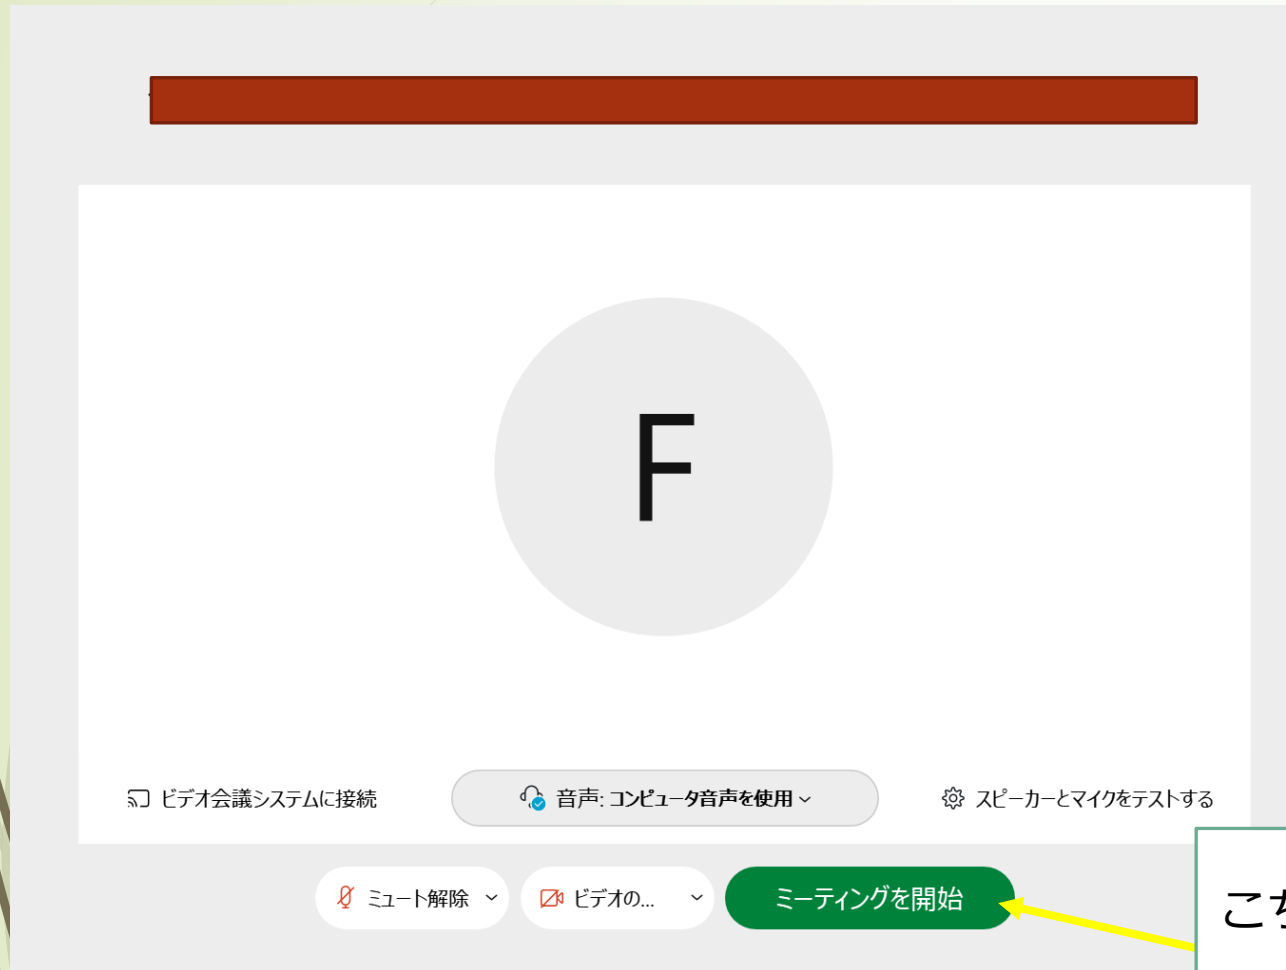 F
ビデオ会議システムに接続
音声: コンピュータ音声を使用
スピーカーとマイクをテストする
ミュート解除
ビデオの...
ミーティングを開始
こ